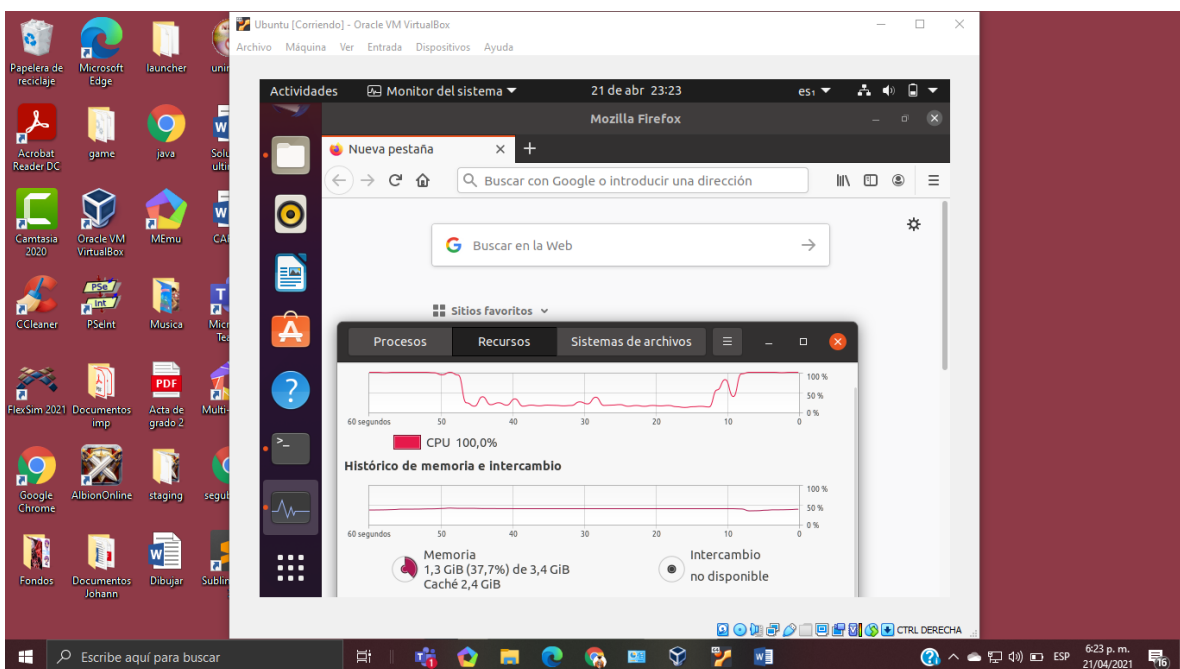 Ubuntu [Corriendo] - Oracle VM VirtualBox
Archivo Máquina Ver Entrada Dispositivos Ayuda
Papelera de reciclaje
Microsoft Edge
launcher
Acrobat Reader DC
game
java
Camtasia 2020
Oracle VM VirtualBox
MEmu
CCleaner
PSeInt
Musica
FlexSim 2021
Documentos imp
Acta de grado 2
Multi-
Google Chrome
AlbionOnline
staging
Fondos
Documentos Johann
Dibujar
PSe
Int
PDF
Actividades Monitor del sistema 21 de abr 23:23 es₁
Mozilla Firefox
Nueva pestaña
Buscar con Google o introducir una dirección
Buscar en la Web
Sitios favoritos
Procesos Recursos Sistemas de archivos
100 %
50 %
0 %
60 segundos 50 40 30 20 10 0
CPU 100,0%
Histórico de memoria e intercambio
100 %
50 %
0 %
60 segundos 50 40 30 20 10 0
Memoria
1,3 GiB (37,7%) de 3,4 GiB
Caché 2,4 GiB
Intercambio
no disponible
CTRL DERECHA
Escribe aquí para buscar
ESP
6:23 p. m.
21/04/2021
16